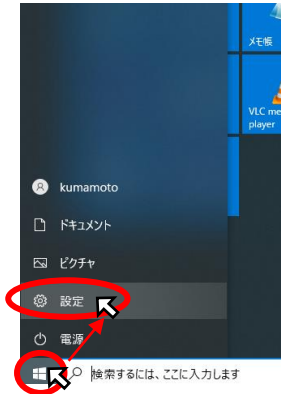 メモ帳
VLC me
player
kumamoto
ドキュメント
ピクチャ
設定
電源
検索するには、ここに入力します